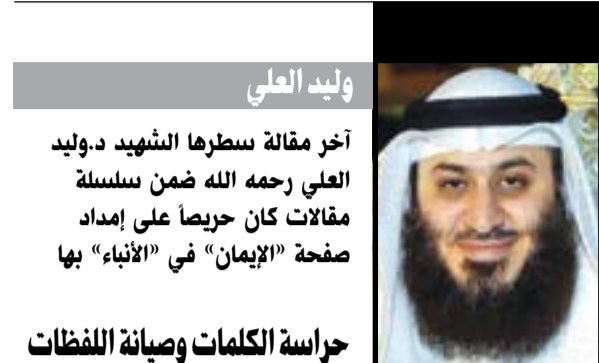 وليد العلي
آخر مقالة سطرها الشهيد د.وليد
العلي رحمه الله ضمن سلسلة
مقالات كان حريصاً على إمداد
صفحة «الإيمان» في «الأنباء» بها
حراسة الكلمات وصيانة اللفظات